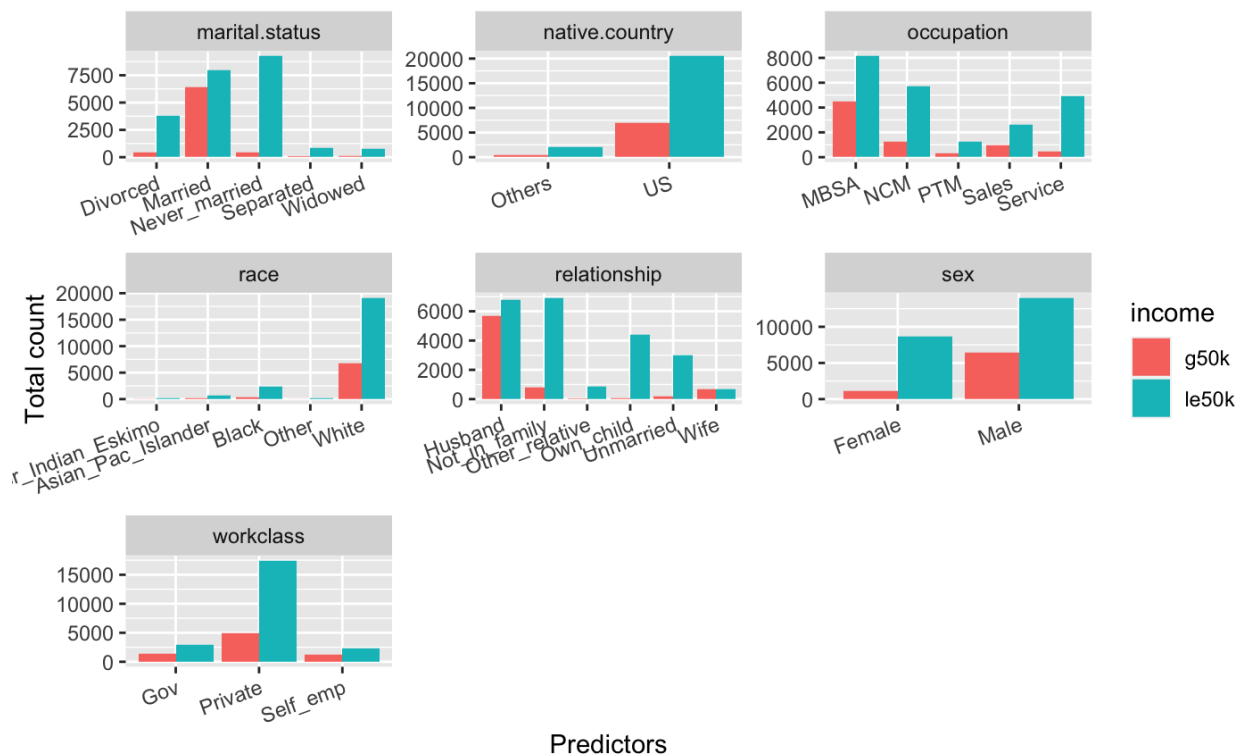 marital.status
7500
5000
2500
0
Divorced
Married
Never_married
Separated
Widowed
native.country
20000
15000
10000
5000
0
Others
US
occupation
8000
6000
4000
2000
0
MBSA
NCM
PTM
Sales
Service
Total count
race
20000
15000
10000
5000
0
r_Indian_Eskimo
Asian_Pac_Islander
Black
Other
White
relationship
6000
4000
2000
0
Husband
Not_in_family
Other_relative
Own_child
Unmarried
Wife
sex
10000
5000
0
Female
Male
income
g50k
le50k
workclass
15000
10000
5000
0
Gov
Private
Self_emp
Predictors